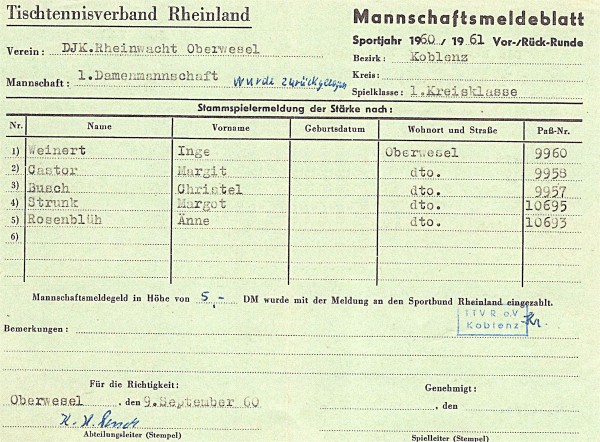 Tischtennisverband Rheinland
Mannschaftsmeldeblatt
Sportjahr 1960 / 1961 Vor-/Rück-Runde
Verein: DJK.Rheinwacht Oberwesel
Bezirk: Koblenz
Kreis:
Mannschaft: 1.Damenmannschaft wurde zurückgezogen
Spielklasse: 1.Kreisklasse
Stammspielermeldung der Stärke nach:
Nr. Name Vorname Geburtsdatum Wohnort und Straße Paß-Nr.
1) Weinert Inge Oberwesel 9960
2) Castor Margit dto. 9958
3) Busch Christel dto. 9957
4) Strunk Margot dto. 10695
5) Rosenblüh Änne dto. 10693
6)
Mannschaftsmeldegeld in Höhe von 5,- DM wurde mit der Meldung an den Sportbund Rheinland eingezahlt.
TTVR e.V
Koblenz
Bemerkungen:
Für die Richtigkeit: Genehmigt:
Oberwesel, den 9.September 60 , den
Abteilungsleiter (Stempel) Spielleiter (Stempel)